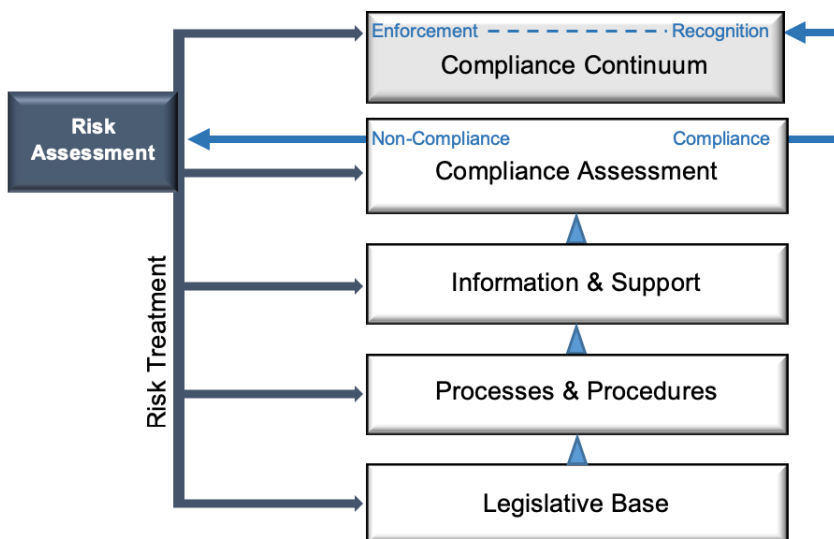 Enforcement Recognition
Compliance Continuum
Risk
Assessment
Non-Compliance Compliance
Compliance Assessment
Information & Support
Risk Treatment
Processes & Procedures
Legislative Base